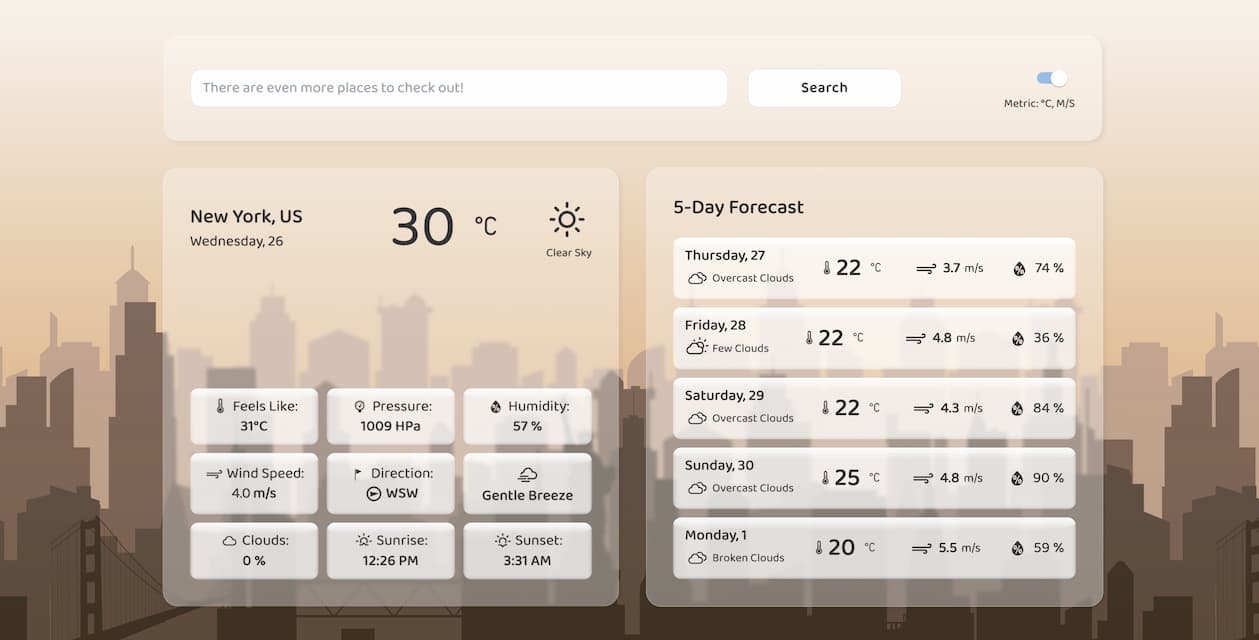 There are even more places to check out!
Search
Metric: °C, M/S
New York, US
Wednesday, 26
30 °C
Clear Sky
Feels Like:
31°C
Pressure:
1009 HPa
Humidity:
57 %
Wind Speed:
4.0 m/s
Direction:
WSW
Gentle Breeze
Clouds:
0 %
Sunrise:
12:26 PM
Sunset:
3:31 AM
5-Day Forecast
Thursday, 27
Overcast Clouds
22 °C
3.7 m/s
74 %
Friday, 28
Few Clouds
22 °C
4.8 m/s
36 %
Saturday, 29
Overcast Clouds
22 °C
4.3 m/s
84 %
Sunday, 30
Overcast Clouds
25 °C
4.8 m/s
90 %
Monday, 1
Broken Clouds
20 °C
5.5 m/s
59 %